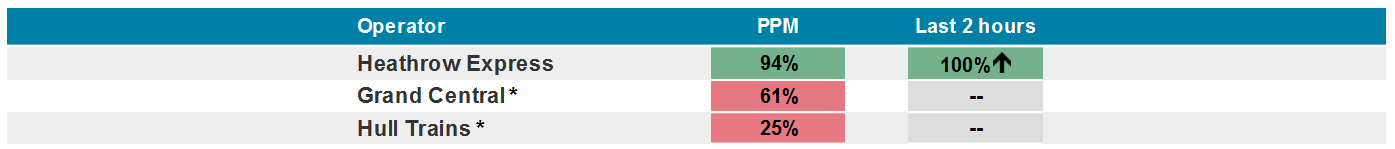 Operator PPM Last 2 hours
Heathrow Express 94% 100%↑
Grand Central * 61% --
Hull Trains * 25% --